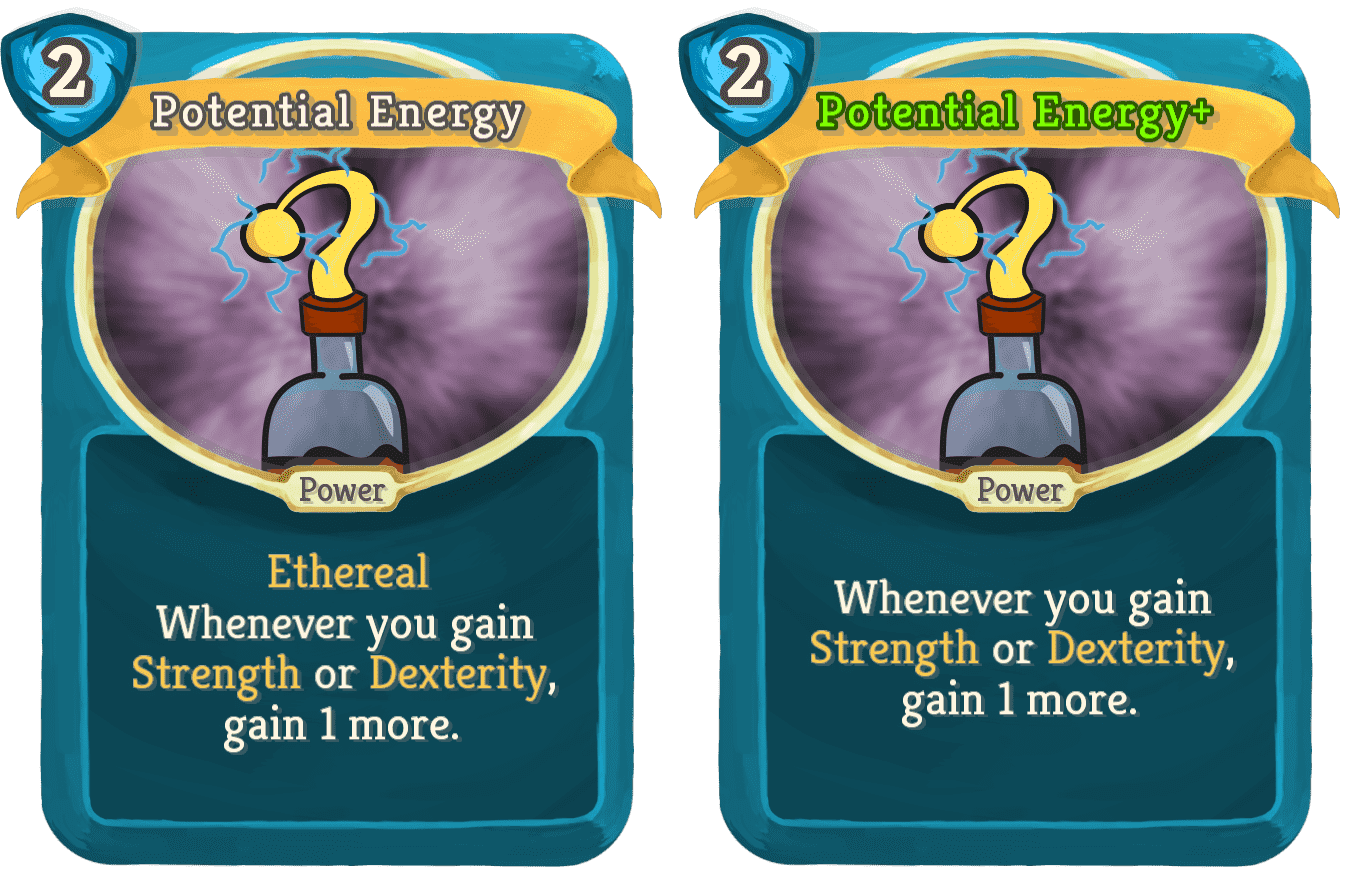 2
Potential Energy
Power
Ethereal
Whenever you gain
Strength or Dexterity,
gain 1 more.
2
Potential Energy+
Power
Whenever you gain
Strength or Dexterity,
gain 1 more.